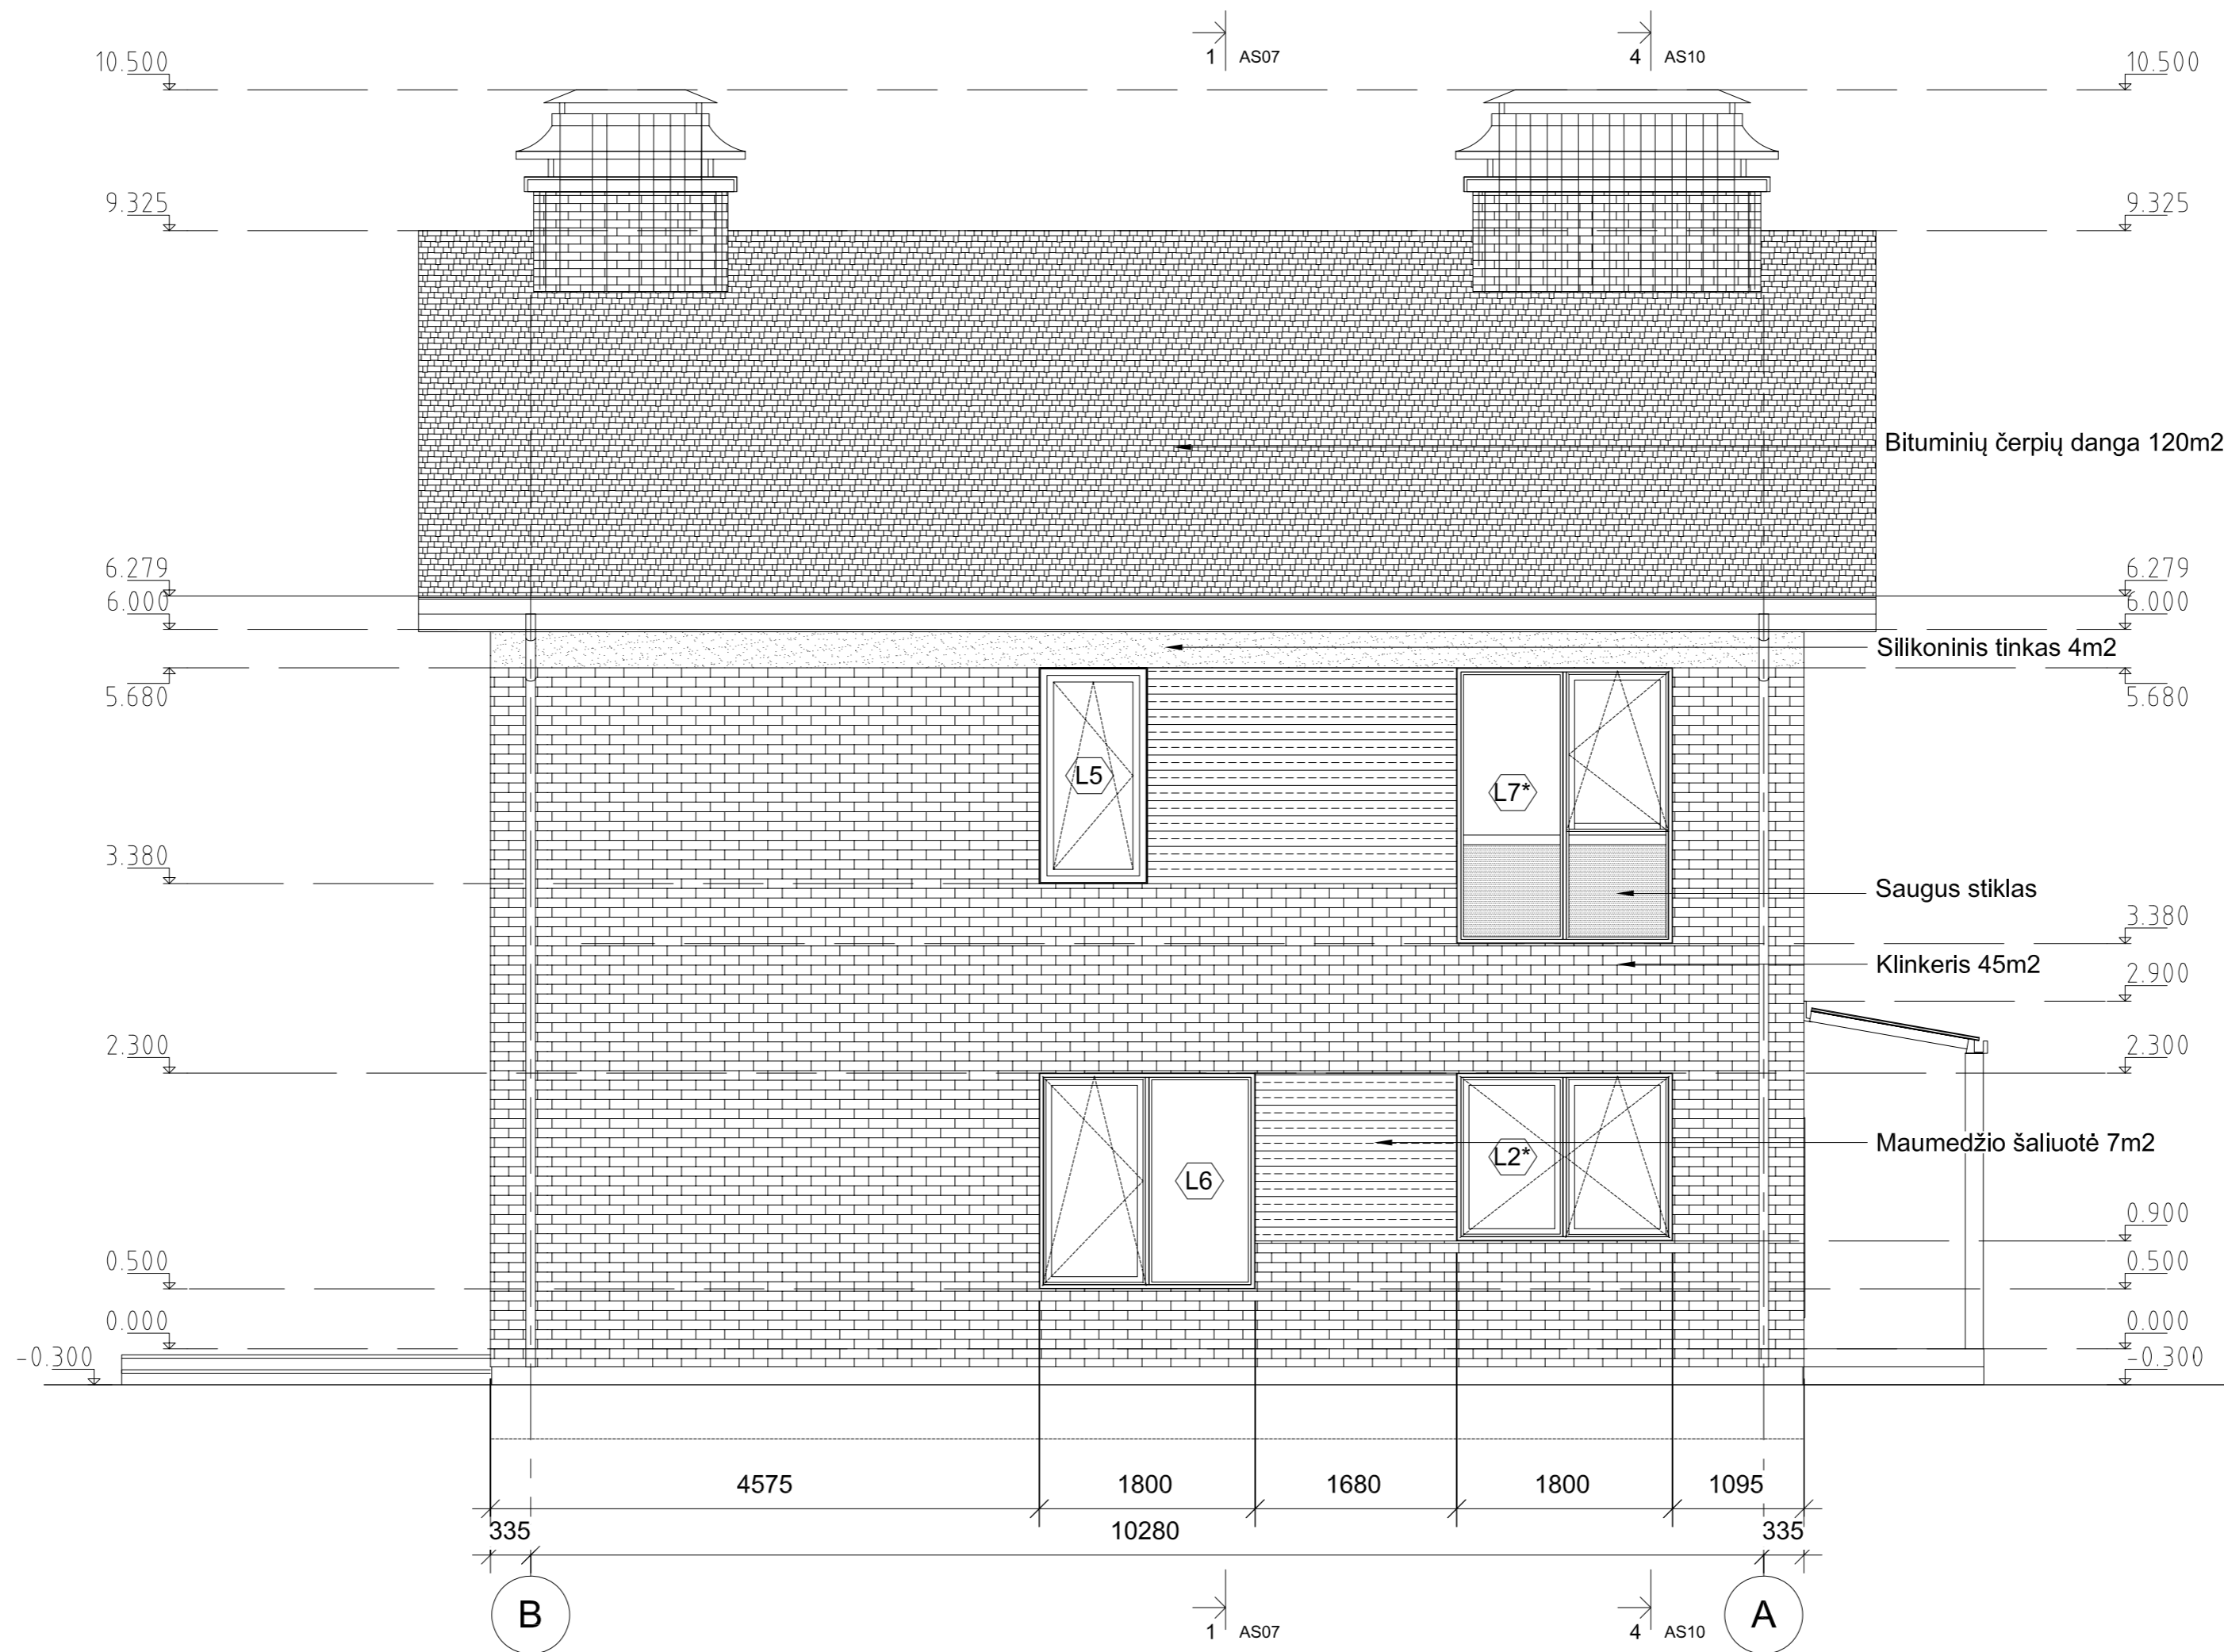 1 AS07
4 AS10
10.500
10.500
9.325
9.325
Bituminių čerpių danga 120m2
6.279
6.279
6.000
6.000
Silikoninis tinkas 4m2
5.680
5.680
L5
L7*
3.380
Saugus stiklas
3.380
Klinkeris 45m2
2.900
2.300
2.300
Maumedžio šaliuotė 7m2
L2*
L6
0.900
0.500
0.500
0.000
0.000
-0.300
-0.300
4575
1800
1680
1800
1095
335
10280
335
B
A
1 AS07
4 AS10